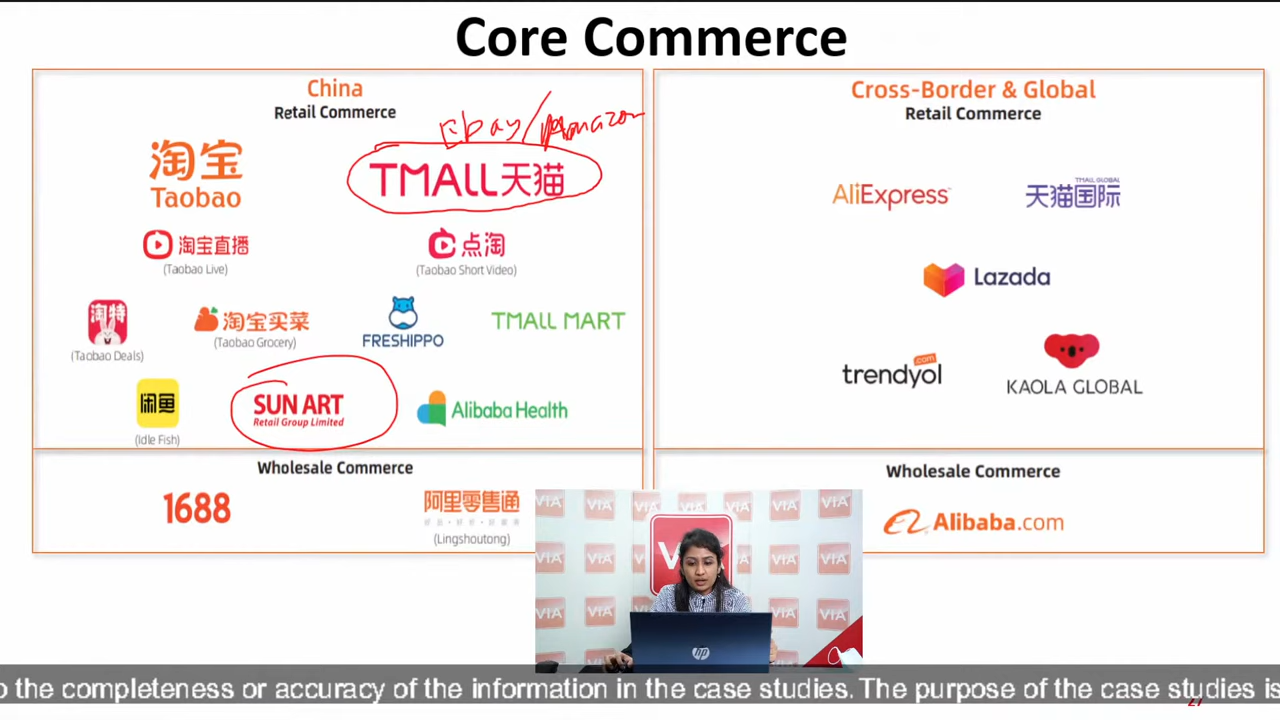 Core Commerce
China
Retail Commerce
Ebay/Amazon
淘宝
Taobao
TMALL天猫
淘宝直播
(Taobao Live)
点淘
(Taobao Short Video)
淘特
(Taobao Deals)
淘宝买菜
(Taobao Grocery)
FRESHIPPO
TMALL MART
闲鱼
(Idle Fish)
SUN ART
Retail Group Limited
Alibaba Health
Wholesale Commerce
1688
阿里零售通
(Lingshoutong)
Cross-Border & Global
Retail Commerce
AliExpress
TMALL GLOBAL
天猫国际
Lazada
trendyol
.com
KAOLA GLOBAL
Wholesale Commerce
Alibaba.com
VIA
hp
o the completeness or accuracy of the information in the case studies. The purpose of the case studies is
27